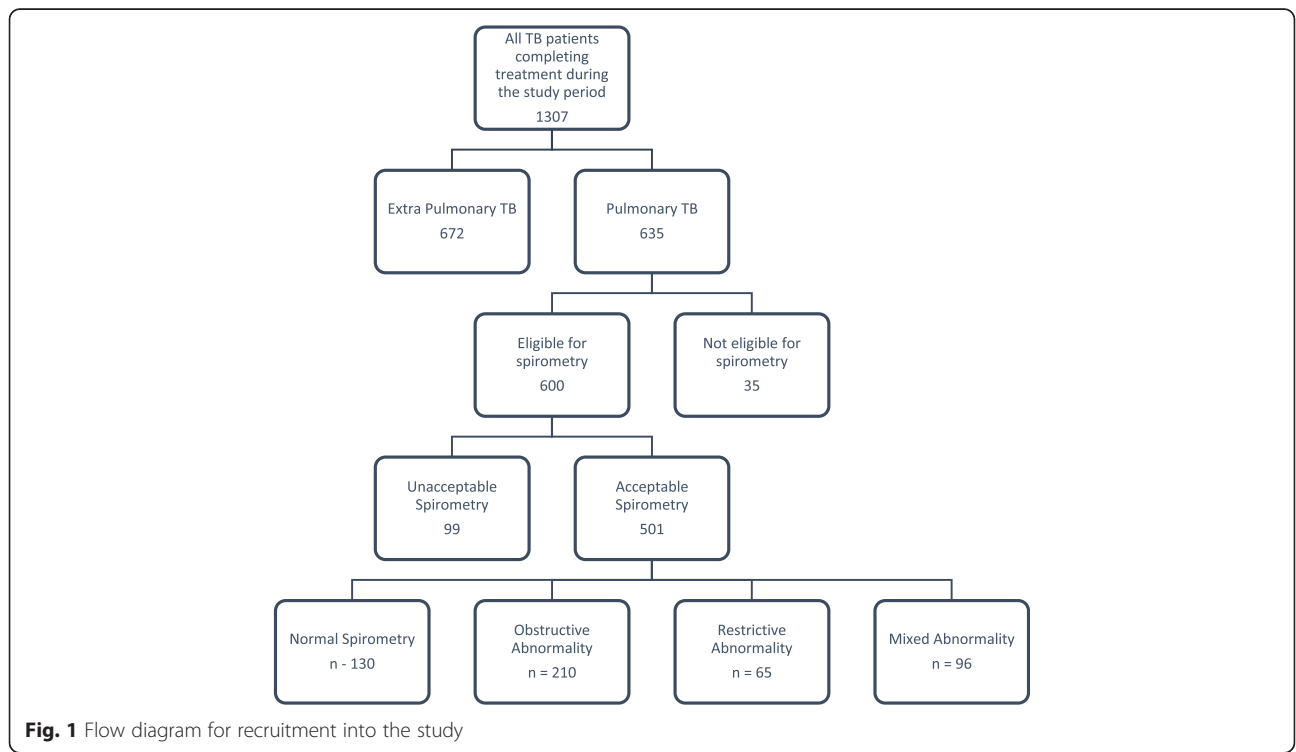 All TB patients
completing
treatment during
the study period
1307
Extra Pulmonary TB
672
Pulmonary TB
635
Eligible for
spirometry
600
Not eligible for
spirometry
35
Unacceptable
Spirometry
99
Acceptable
Spirometry
501
Normal Spirometry
n - 130
Obstructive
Abnormality
n = 210
Restrictive
Abnormality
n = 65
Mixed Abnormality
n = 96
Fig. 1 Flow diagram for recruitment into the study